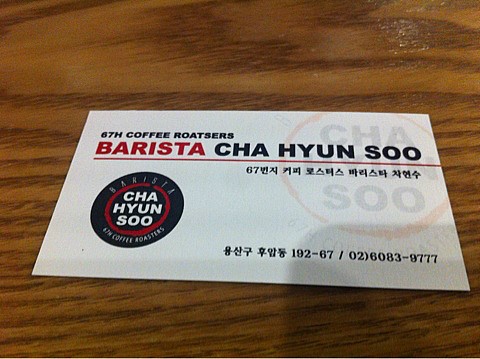 67H COFFEE ROATSERS
BARISTA CHA HYUN SOO
67번지 커피 로스터스 바리스타 차현수
BARISTA
CHA
HYUN
SOO
67H COFFEE ROASTERS
CHA
SOO
용산구 후암동 192-67 / 02)6083-9777